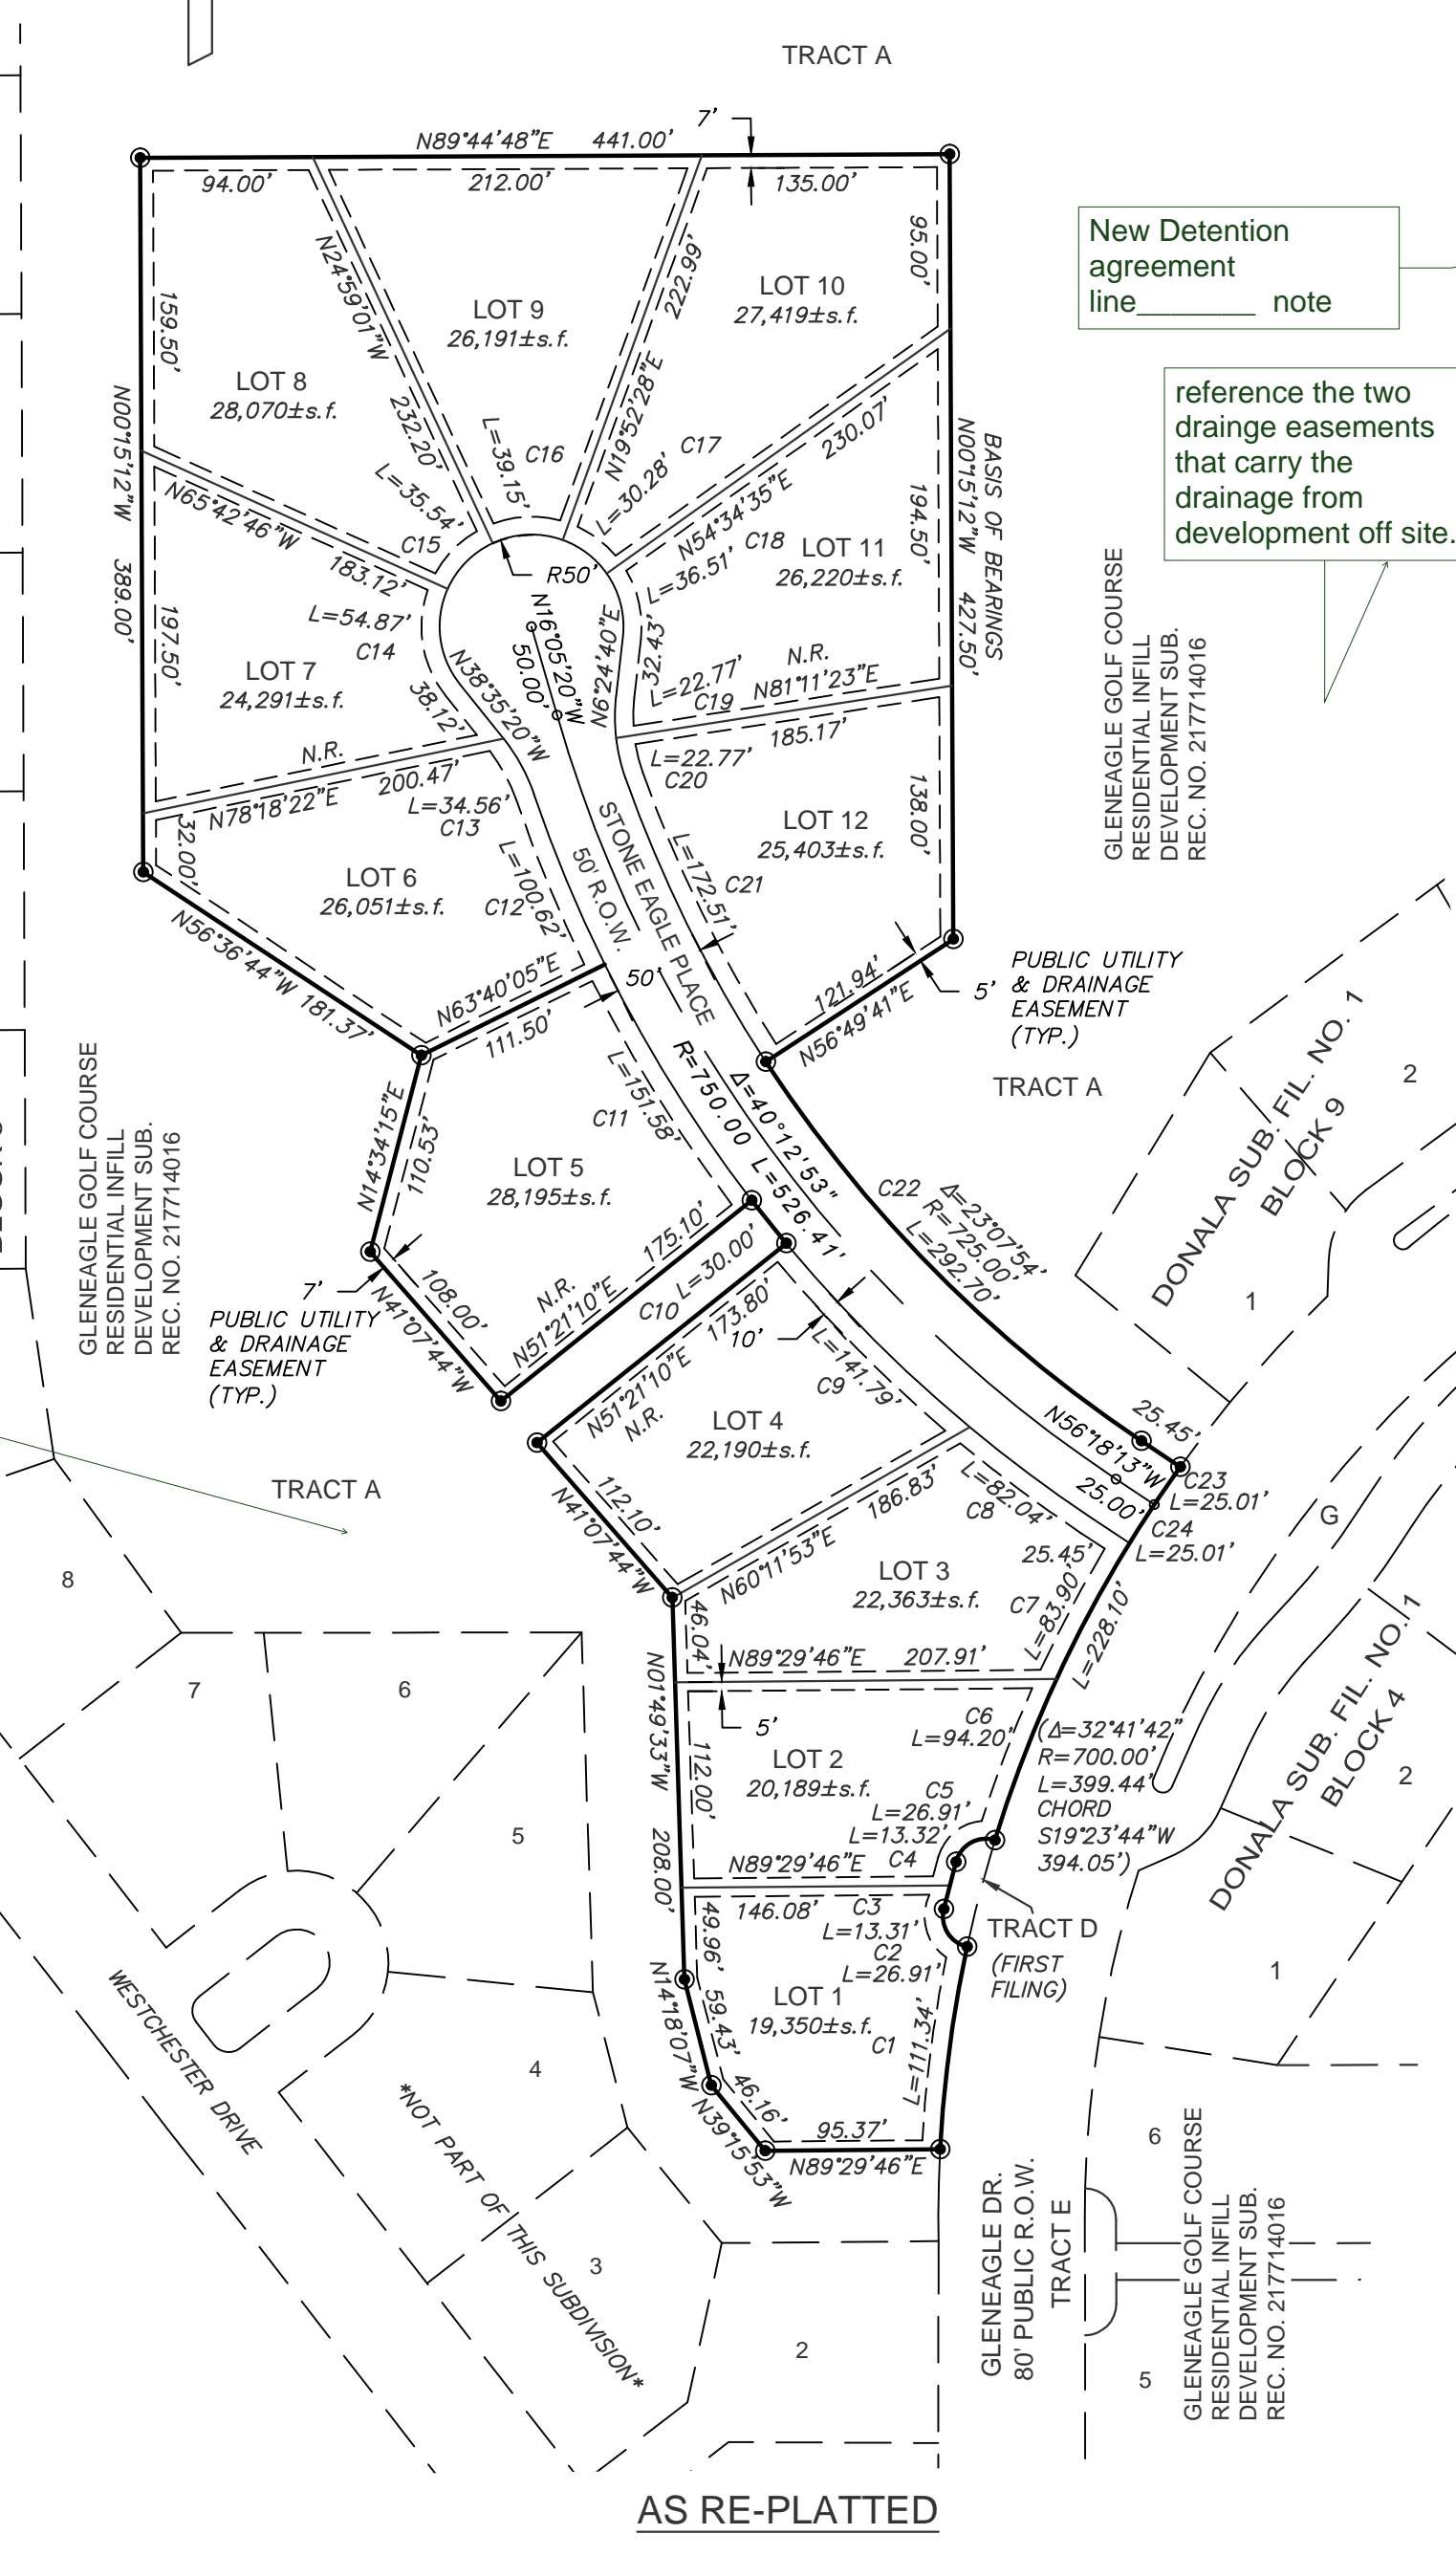 TRACT A
7'
N89°44'48"E 441.00'
94.00'
212.00'
135.00'
95.00'
New Detention
agreement
line_______ note
reference the two
drainge easements
that carry the
drainage from
development off site.
N24°59'01"W
232.20'
222.99'
N19°52'28"E
LOT 10
27,419±s.f.
LOT 9
26,191±s.f.
159.50'
LOT 8
28,070±s.f.
N00°15'12"W 389.00'
L=39.15'
C16
C17
L=30.28'
230.07'
N54°34'35"E
L=35.54'
C15
N65°42'46"W
183.12'
R50'
C18
L=36.51'
LOT 11
26,220±s.f.
194.50'
N00°15'12"W 427.50'
BASIS OF BEARINGS
GLENEAGLE GOLF COURSE
RESIDENTIAL INFILL
DEVELOPMENT SUB.
REC. NO. 217714016
L=54.87'
C14
197.50'
LOT 7
24,291±s.f.
38.12'
N38°35'20"W
N16°05'20"W
50.00'
N6°24'40"E
32.43'
L=22.77'
C19
N.R.
N81°11'23"E
185.17'
N.R.
200.47'
N78°18'22"E
L=34.56'
C13
L=22.77'
C20
32.00'
LOT 6
26,051±s.f.
C12
L=100.62'
50' R.O.W.
STONE EAGLE PLACE
L=172.51'
C21
LOT 12
25,403±s.f.
138.00'
N56°36'44"W 181.37'
N63°40'05"E
111.50'
50'
121.94'
N56°49'41"E
5'
PUBLIC UTILITY
& DRAINAGE
EASEMENT
(TYP.)
TRACT A
R=750.00
Δ=40°12'53"
L=526.41'
GLENEAGLE GOLF COURSE
RESIDENTIAL INFILL
DEVELOPMENT SUB.
REC. NO. 217714016
N14°34'15"E
110.53'
C11
L=151.58'
LOT 5
28,195±s.f.
C22
Δ=23°07'54"
R=725.00'
L=292.70'
DONALA SUB. FIL. NO. 1
BLOCK 9
2
1
7'
PUBLIC UTILITY
& DRAINAGE
EASEMENT
(TYP.)
108.00'
N41°07'44"W
175.10'
N.R.
N51°21'10"E
L=30.00'
C10
173.80'
10'
N51°21'10"E
N.R.
L=141.79'
C9
LOT 4
22,190±s.f.
25.45'
N56°18'13"W
25.00'
C23
L=25.01'
C24
L=25.01'
G
TRACT A
112.10'
N41°07'44"W
186.83'
N60°11'53"E
L=82.04'
C8
25.45'
8
LOT 3
22,363±s.f.
C7
L=83.90'
L=228.10'
46.04'
N89°29'46"E 207.91'
5'
N01°49'33"W 208.00'
112.00'
LOT 2
20,189±s.f.
C6
L=94.20'
C5
L=26.91'
L=13.32'
C4
(Δ=32°41'42"
R=700.00'
L=399.44'
CHORD
S19°23'44"W
394.05')
DONALA SUB. FIL. NO. 1
BLOCK 4
2
1
7
6
5
N89°29'46"E
146.08'
C3
L=13.31'
C2
L=26.91'
TRACT D
(FIRST
FILING)
49.96'
59.43'
N14°18'07"W
LOT 1
19,350±s.f.
C1
L=111.34'
46.16'
N39°15'53"W
95.37'
N89°29'46"E
WESTCHESTER DRIVE
4
*NOT PART OF THIS SUBDIVISION*
3
2
GLENEAGLE DR.
80' PUBLIC R.O.W.
TRACT E
6
5
GLENEAGLE GOLF COURSE
RESIDENTIAL INFILL
DEVELOPMENT SUB.
REC. NO. 217714016
AS RE-PLATTED